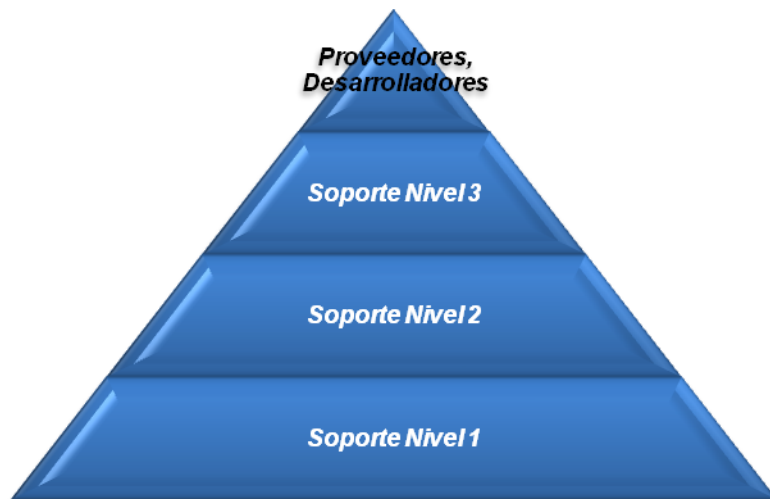 Proveedores,
Desarrolladores
Soporte Nivel 3
Soporte Nivel 2
Soporte Nivel 1